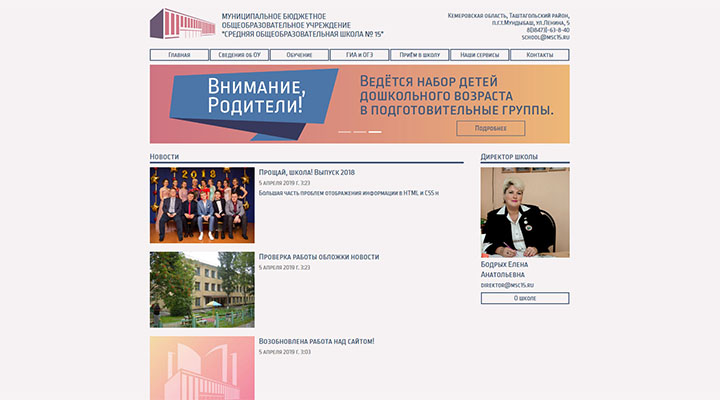 МУНИЦИПАЛЬНОЕ БЮДЖЕТНОЕ
ОБЩЕОБРАЗОВАТЕЛЬНОЕ УЧРЕЖДЕНИЕ
"СРЕДНЯЯ ОБЩЕОБРАЗОВАТЕЛЬНАЯ ШКОЛА № 15"
Кемеровская область, Таштагольский район,
п.г.т.Мундыбаш, ул.Ленина, 5
8(38473)-63-8-40
school@msc15.ru
Главная
Сведения об ОУ
Обучение
ГИА и ОГЭ
Приём в школу
Наши сервисы
Контакты
Внимание,
Родители!
Ведётся набор детей
дошкольного возраста
в подготовительные группы.
Подробнее
Новости
Прощай, школа! Выпуск 2018
5 апреля 2019 г. 3:23
Большая часть проблем отображения информации в HTML и CSS н
2018
Проверка работы обложки новости
5 апреля 2019 г. 3:23
Возобновлена работа над сайтом!
5 апреля 2019 г. 3:03
Директор школы
Бодрых Елена
Анатольевна
direktor@msc15.ru
О школе